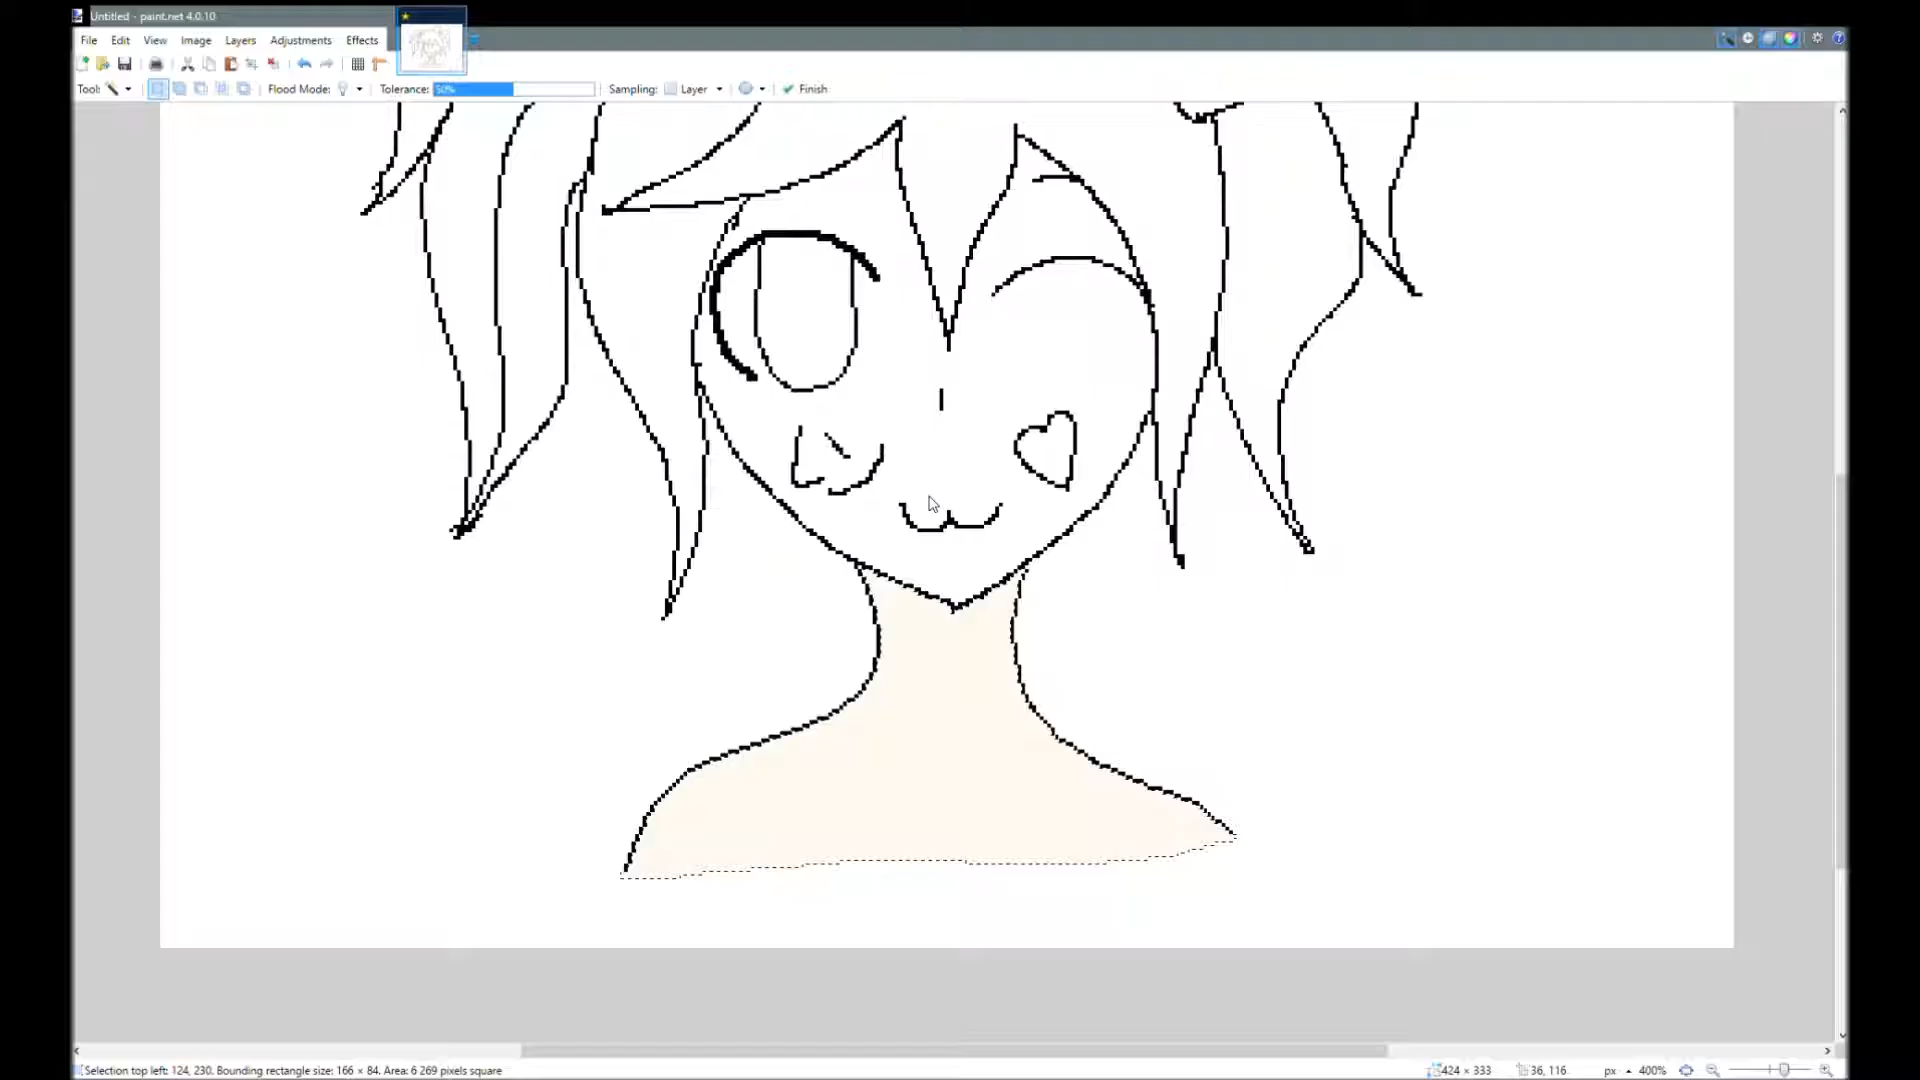 Untitled - paint.net 4.0.10
File Edit View Image Layers Adjustments Effects
Tool: Flood Mode: Tolerance: 50% Sampling: Layer Finish
Selection top left: 124, 230. Bounding rectangle size: 166 × 84. Area: 6 269 pixels square
424 × 333 36, 116 px 400%